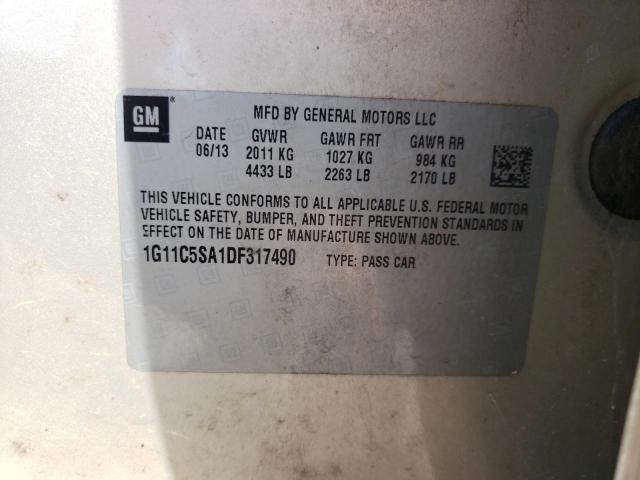 GM®
MFD BY GENERAL MOTORS LLC
DATE GVWR GAWR FRT GAWR RR
06/13 2011 KG 1027 KG 984 KG
4433 LB 2263 LB 2170 LB
THIS VEHICLE CONFORMS TO ALL APPLICABLE U.S. FEDERAL MOTOR
VEHICLE SAFETY, BUMPER, AND THEFT PREVENTION STANDARDS IN
EFFECT ON THE DATE OF MANUFACTURE SHOWN ABOVE.
1G11C5SA1DF317490 TYPE: PASS CAR